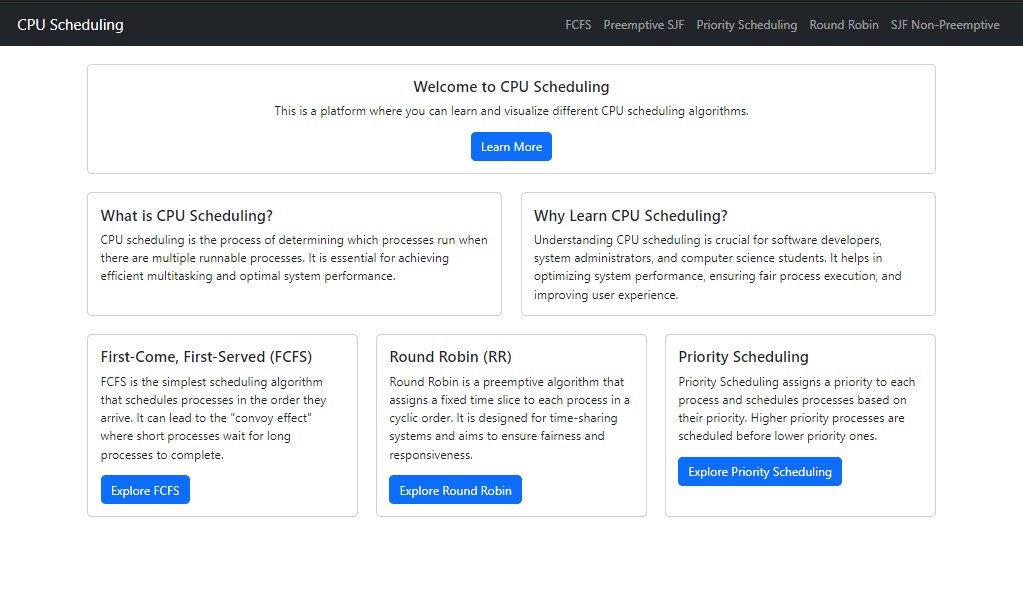 CPU Scheduling
FCFS Preemptive SJF Priority Scheduling Round Robin SJF Non-Preemptive
Welcome to CPU Scheduling
This is a platform where you can learn and visualize different CPU scheduling algorithms.
Learn More
What is CPU Scheduling?
CPU scheduling is the process of determining which processes run when
there are multiple runnable processes. It is essential for achieving
efficient multitasking and optimal system performance.
Why Learn CPU Scheduling?
Understanding CPU scheduling is crucial for software developers,
system administrators, and computer science students. It helps in
optimizing system performance, ensuring fair process execution, and
improving user experience.
First-Come, First-Served (FCFS)
FCFS is the simplest scheduling algorithm
that schedules processes in the order they
arrive. It can lead to the "convoy effect"
where short processes wait for long
processes to complete.
Explore FCFS
Round Robin (RR)
Round Robin is a preemptive algorithm that
assigns a fixed time slice to each process in a
cyclic order. It is designed for time-sharing
systems and aims to ensure fairness and
responsiveness.
Explore Round Robin
Priority Scheduling
Priority Scheduling assigns a priority to each
process and schedules processes based on
their priority. Higher priority processes are
scheduled before lower priority ones.
Explore Priority Scheduling